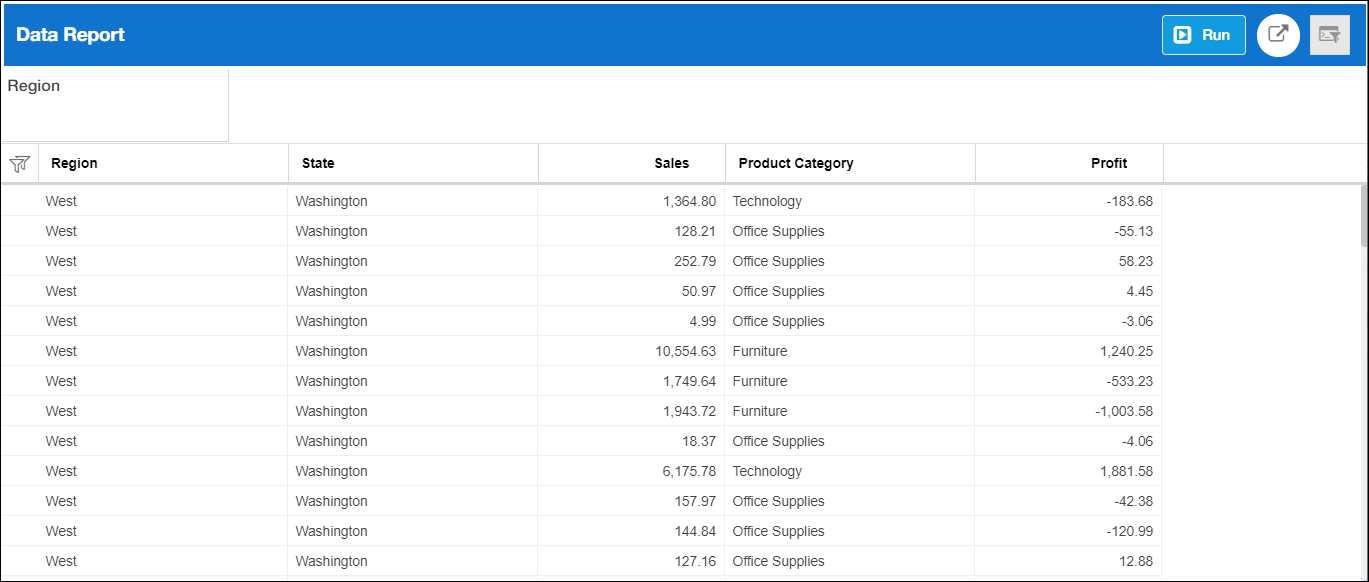 Data Report Run
Region
Region State Sales Product Category Profit
West Washington 1,364.80 Technology -183.68
West Washington 128.21 Office Supplies -55.13
West Washington 252.79 Office Supplies 58.23
West Washington 50.97 Office Supplies 4.45
West Washington 4.99 Office Supplies -3.06
West Washington 10,554.63 Furniture 1,240.25
West Washington 1,749.64 Furniture -533.23
West Washington 1,943.72 Furniture -1,003.58
West Washington 18.37 Office Supplies -4.06
West Washington 6,175.78 Technology 1,881.58
West Washington 157.97 Office Supplies -42.38
West Washington 144.84 Office Supplies -120.99
West Washington 127.16 Office Supplies 12.88